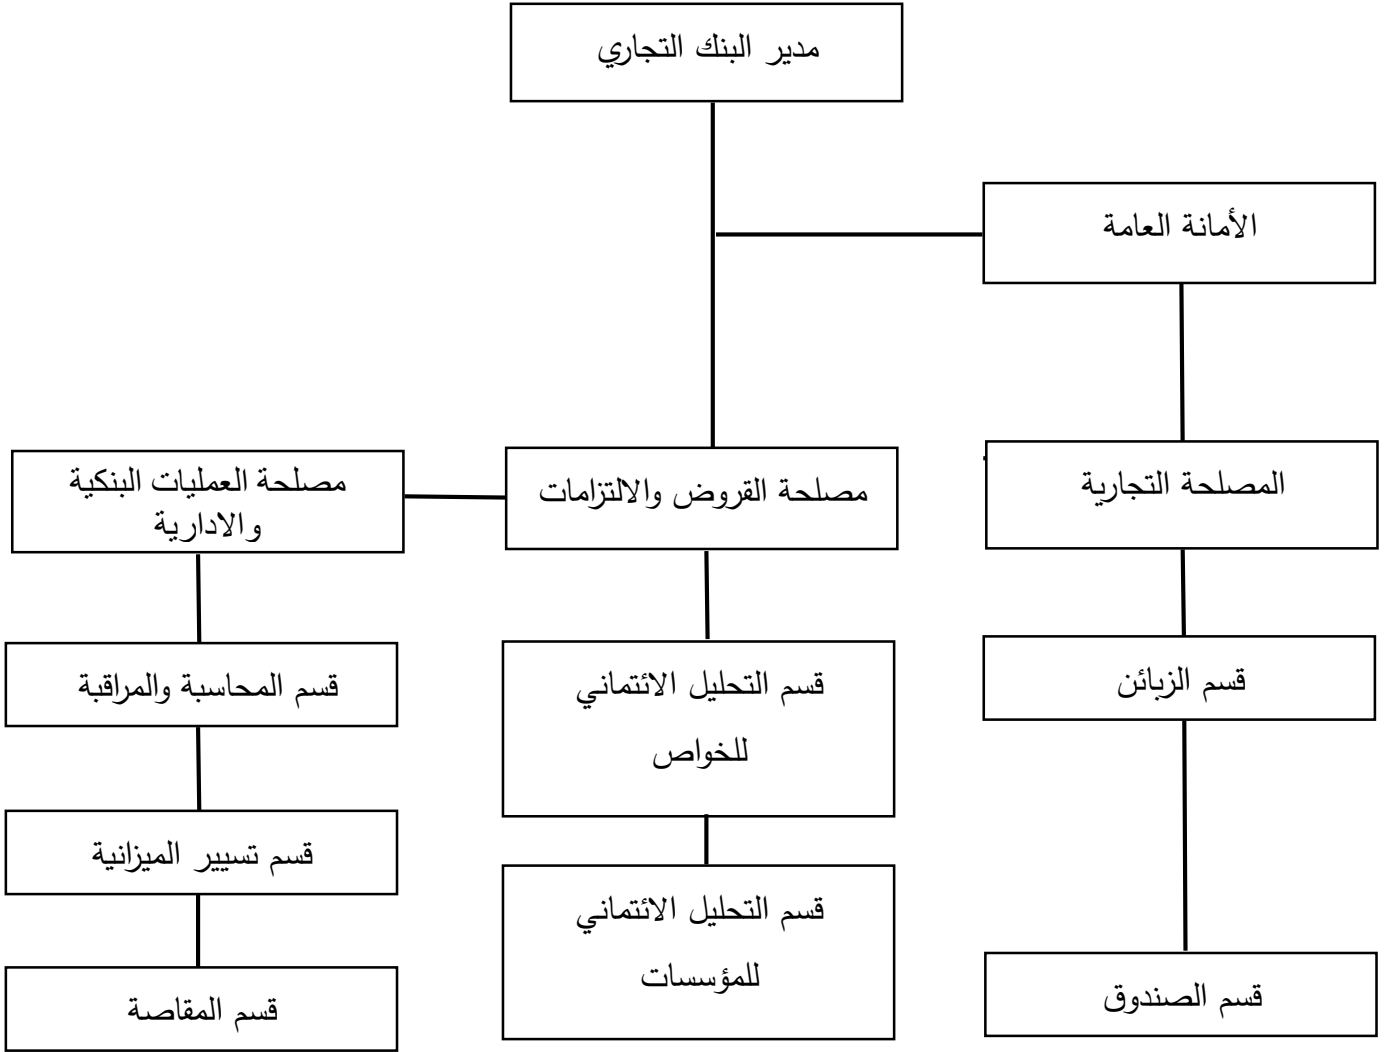 مدير البنك التجاري
الأمانة العامة
المصلحة التجارية
مصلحة القروض والالتزامات
مصلحة العمليات البنكية
والادارية
قسم الزبائن
قسم التحليل الائتماني
للخواص
قسم المحاسبة والمراقبة
قسم تسيير الميزانية
قسم التحليل الائتماني
للمؤسسات
قسم الصندوق
قسم المقاصة